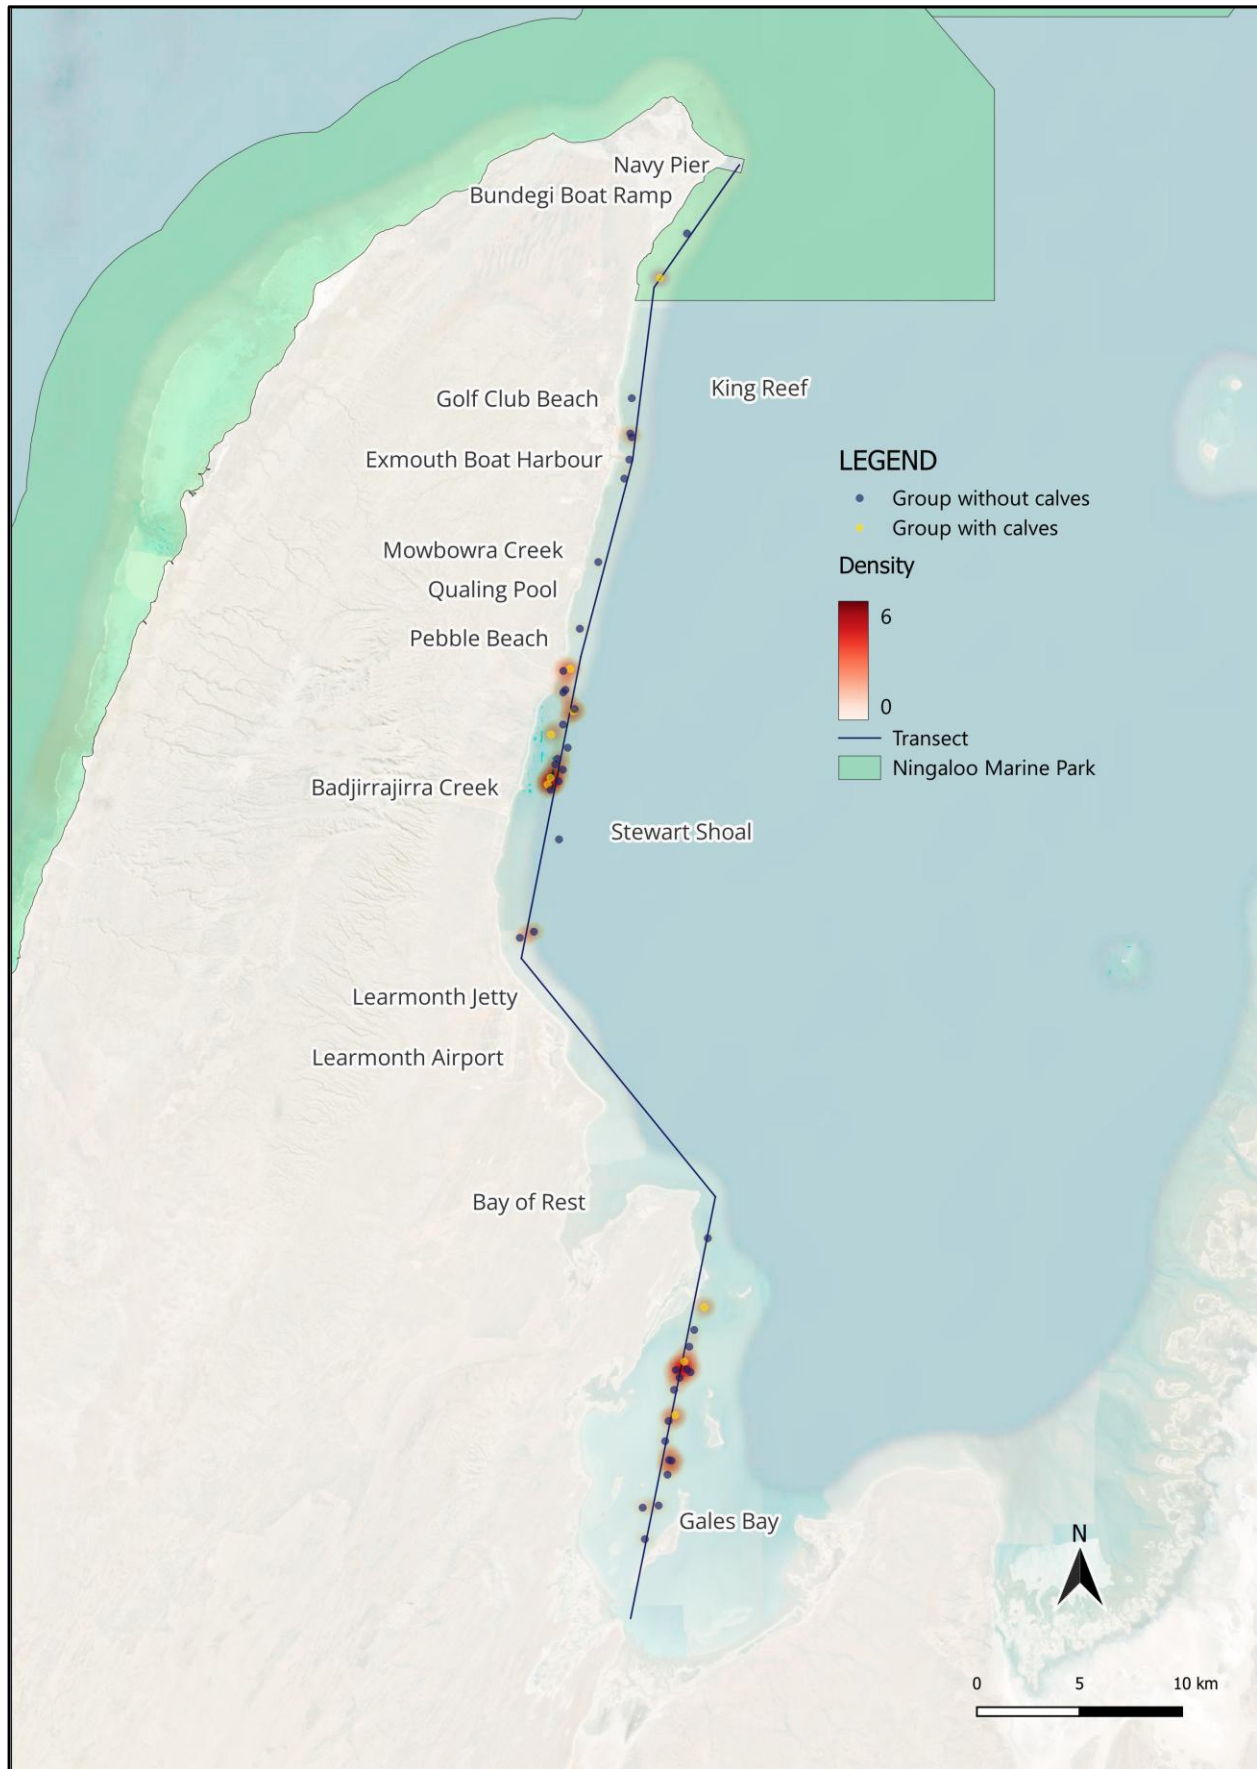 Navy Pier
Bundegi Boat Ramp
King Reef
Golf Club Beach
Exmouth Boat Harbour
LEGEND
Group without calves
Group with calves
Density
6
0
Transect
Ningaloo Marine Park
Mowbowra Creek
Qualing Pool
Pebble Beach
Badjirrajirra Creek
Stewart Shoal
Learmonth Jetty
Learmonth Airport
Bay of Rest
Gales Bay
N
0 5 10 km